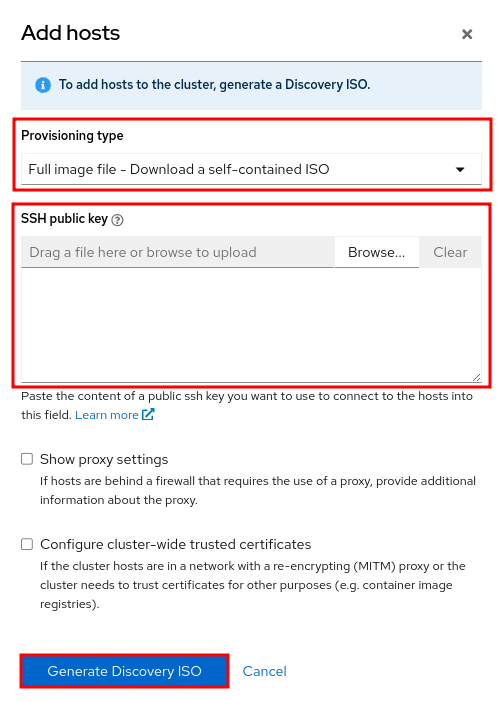 Add hosts
To add hosts to the cluster, generate a Discovery ISO.
Provisioning type
Full image file - Download a self-contained ISO
SSH public key
Drag a file here or browse to upload
Browse...
Clear
Paste the content of a public ssh key you want to use to connect to the hosts into
this field. Learn more
Show proxy settings
If hosts are behind a firewall that requires the use of a proxy, provide additional
information about the proxy.
Configure cluster-wide trusted certificates
If the cluster hosts are in a network with a re-encrypting (MITM) proxy or the
cluster needs to trust certificates for other purposes (e.g. container image
registries).
Generate Discovery ISO
Cancel